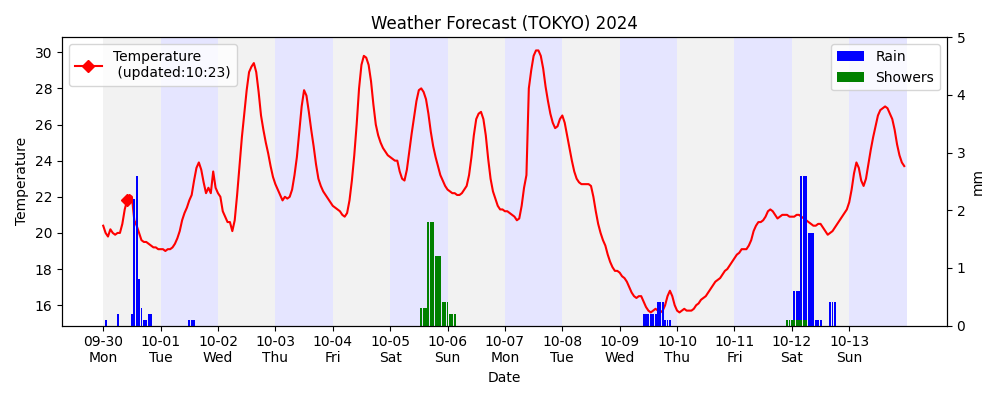 Weather Forecast (TOKYO) 2024
Temperature
(updated:10:23)
Rain
Showers
Temperature
30
28
26
24
22
20
18
16
5
4
3
2
1
0
mm
09-30 10-01 10-02 10-03 10-04 10-05 10-06 10-07 10-08 10-09 10-10 10-11 10-12 10-13
Mon Tue Wed Thu Fri Sat Sun Mon Tue Wed Thu Fri Sat Sun
Date